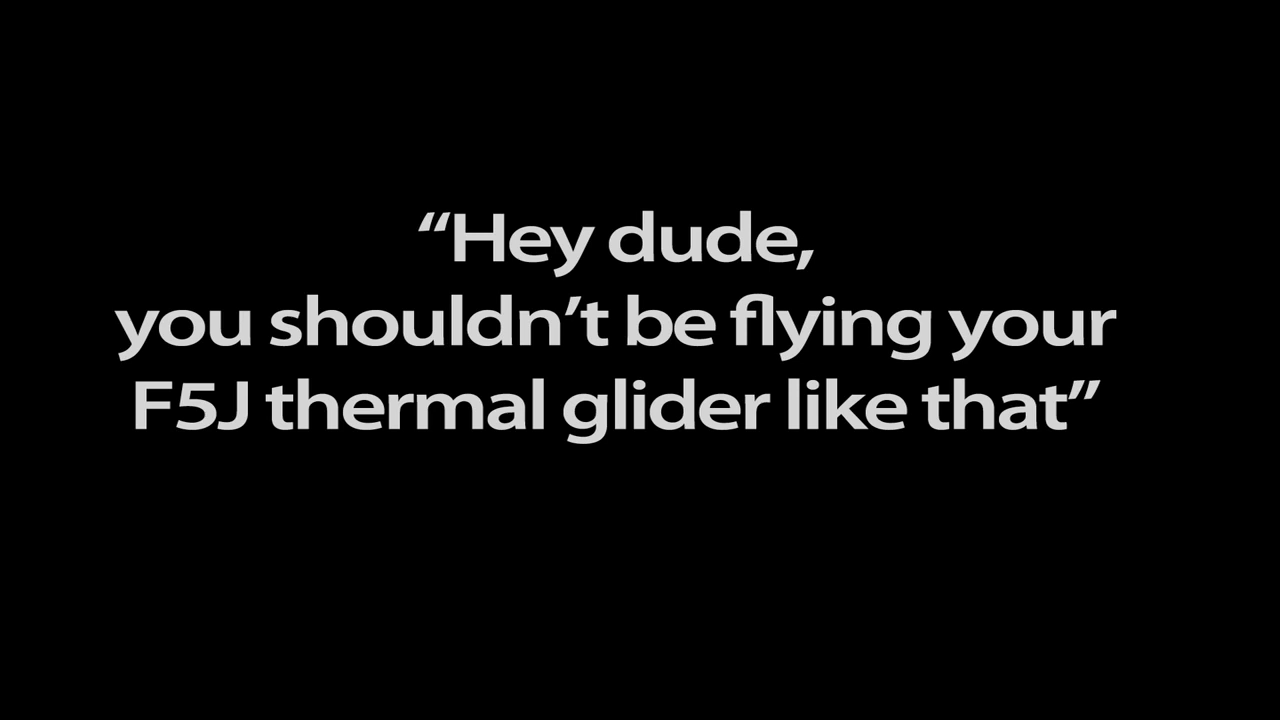 “Hey dude,
you shouldn’t be flying your
F5J thermal glider like that”